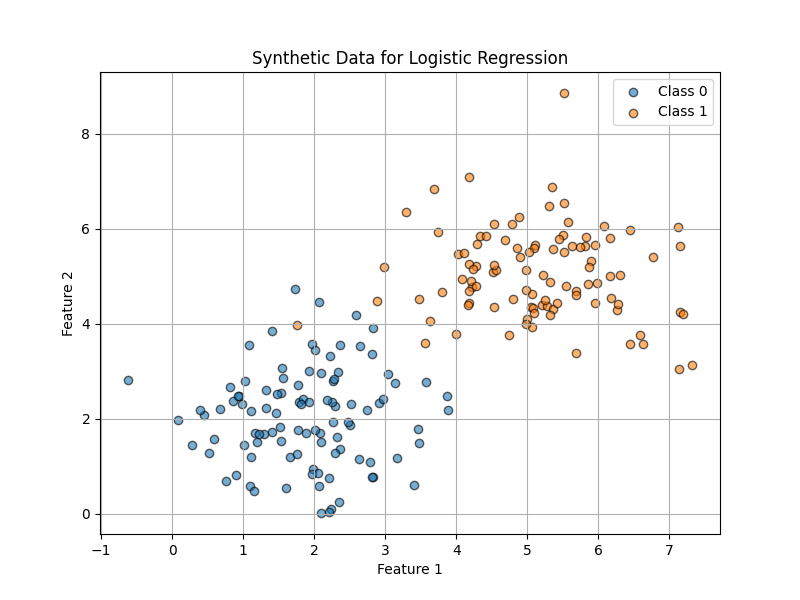 Synthetic Data for Logistic Regression
Class 0
Class 1
8
6
4
2
0
Feature 2
−1
0
1
2
3
4
5
6
7
Feature 1